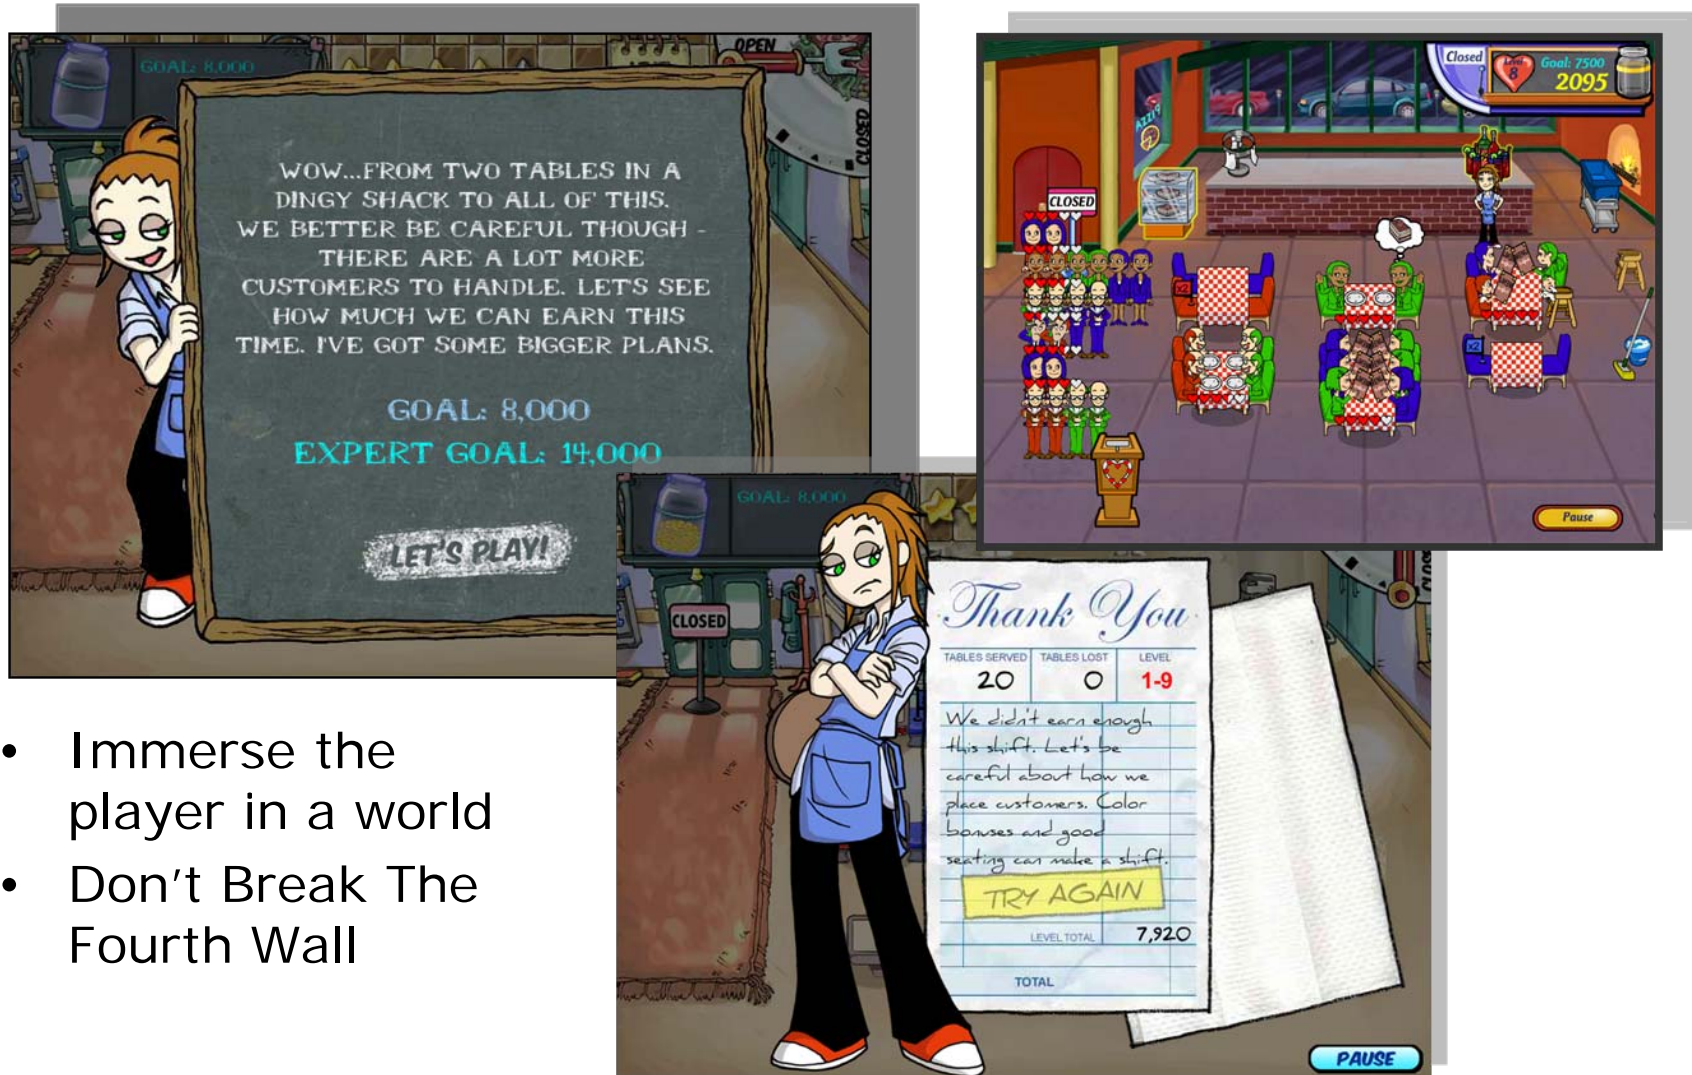 GOAL: 8,000
OPEN
CLOSED
WOW...FROM TWO TABLES IN A
DINGY SHACK TO ALL OF THIS.
WE BETTER BE CAREFUL THOUGH -
THERE ARE A LOT MORE
CUSTOMERS TO HANDLE. LET'S SEE
HOW MUCH WE CAN EARN THIS
TIME. I'VE GOT SOME BIGGER PLANS.
GOAL: 8,000
EXPERT GOAL: 14,000
LET'S PLAY!
Closed
Level
8
Goal: 7500
2095
CLOSED
x2
x2
Pause
GOAL: 8,000
CLOSED
Thank You
TABLES SERVED TABLES LOST LEVEL
20 0 1-9
We didn't earn enough
this shift. Let's be
careful about how we
place customers. Color
bonuses and good
seating can make a shift.
TRY AGAIN
LEVEL TOTAL 7,920
TOTAL
PAUSE
• Immerse the
player in a world
• Don't Break The
Fourth Wall